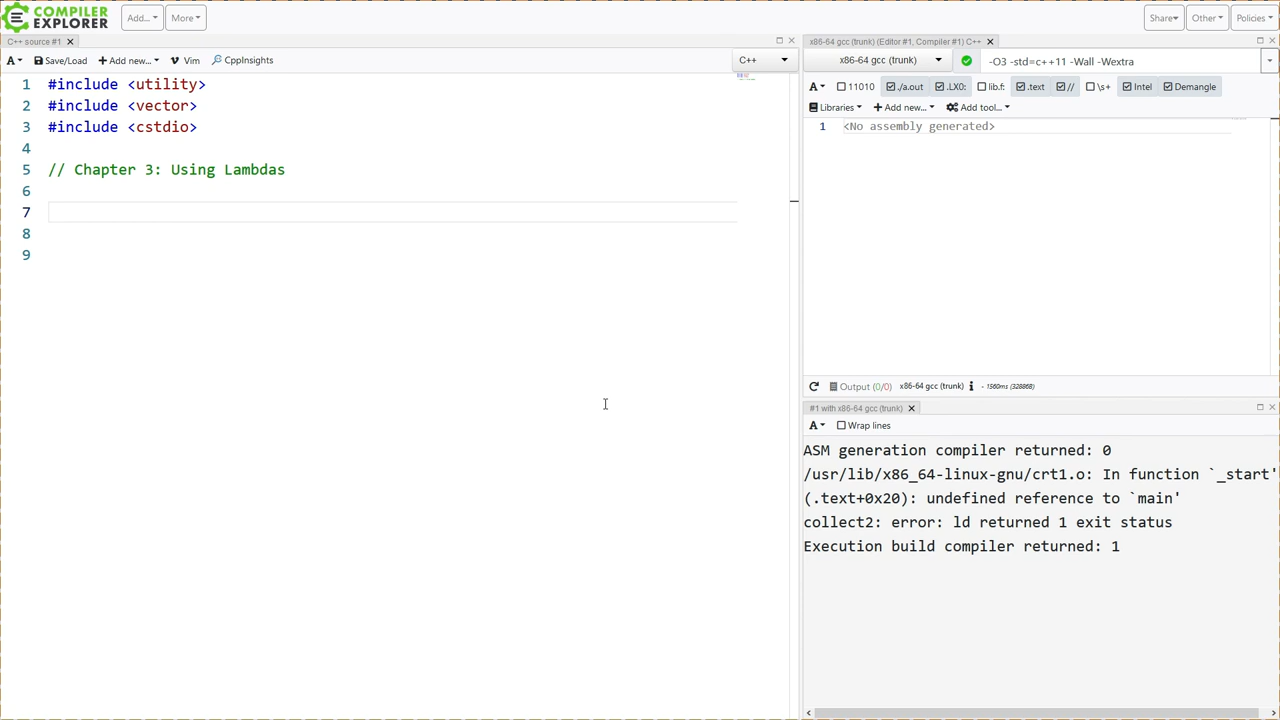 COMPILER EXPLORER
Add... More Share Other Policies
C++ source #1
A Save/Load Add new... Vim CppInsights C++
1 #include <utility>
2 #include <vector>
3 #include <cstdio>
4
5 // Chapter 3: Using Lambdas
6
7
8
9
x86-64 gcc (trunk) (Editor #1, Compiler #1) C++
x86-64 gcc (trunk) -O3 -std=c++11 -Wall -Wextra
A 11010 ./a.out .LX0: lib.f: .text // \s+ Intel Demangle
Libraries Add new... Add tool...
1 <No assembly generated>
Output (0/0) x86-64 gcc (trunk) i - 1560ms (32886B)
#1 with x86-64 gcc (trunk)
A Wrap lines
ASM generation compiler returned: 0
/usr/lib/x86_64-linux-gnu/crt1.o: In function `_start'
(.text+0x20): undefined reference to `main'
collect2: error: ld returned 1 exit status
Execution build compiler returned: 1